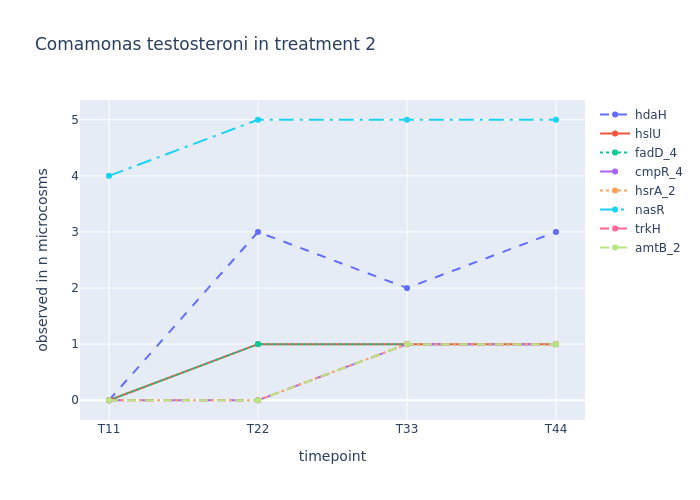 Comamonas testosteroni in treatment 2
observed in n microcosms
5
4
3
2
1
0
T11
T22
T33
T44
timepoint
hdaH
hslU
fadD_4
cmpR_4
hsrA_2
nasR
trkH
amtB_2